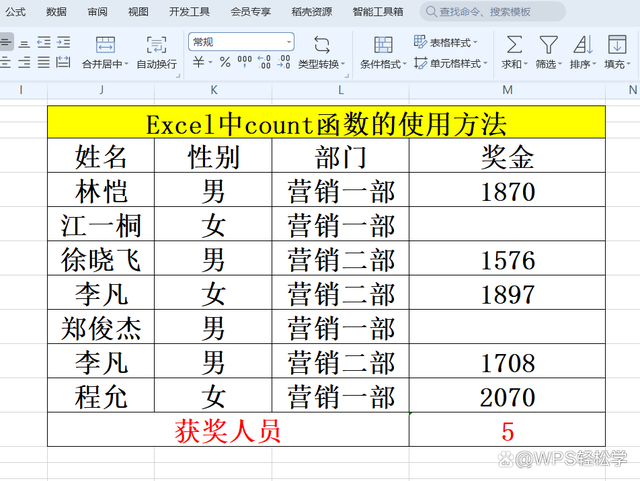 公式 数据 审阅 视图 开发工具 会员专享 稻壳资源 智能工具箱 查找命令、搜索模板
合并居中 自动换行 常规 ¥ % 000 ←.0 .00 .00 →.0 类型转换 条件格式 表格样式 单元格样式 求和 筛选 排序 填充
I J K L M N
Excel中count函数的使用方法
姓名 性别 部门 奖金
林恺 男 营销一部 1870
江一桐 女 营销一部
徐晓飞 男 营销二部 1576
李凡 女 营销二部 1897
郑俊杰 男 营销一部
李凡 男 营销二部 1708
程允 女 营销一部 2070
获奖人员 5
@WPS轻松学